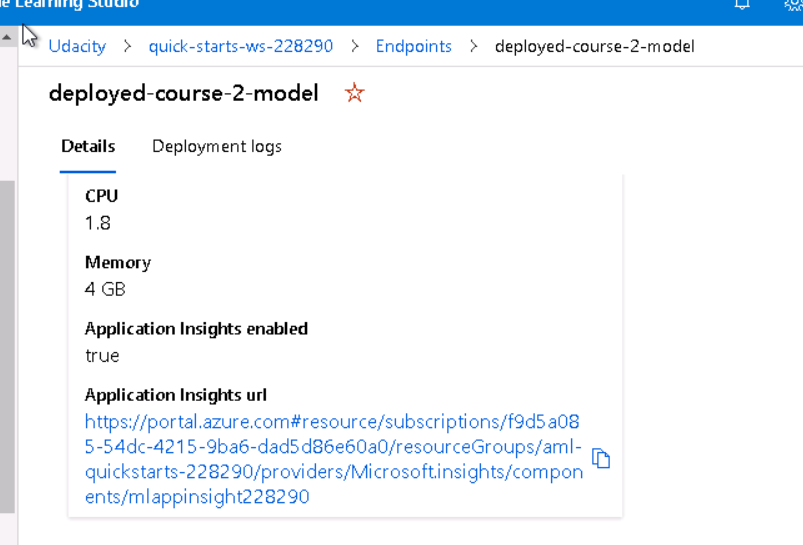 Learning Studio
Udacity > quick-starts-ws-228290 > Endpoints > deployed-course-2-model
deployed-course-2-model
Details Deployment logs
CPU
1.8
Memory
4 GB
Application Insights enabled
true
Application Insights url
https://portal.azure.com#resource/subscriptions/f9d5a08
5-54dc-4215-9ba6-dad5d86e60a0/resourceGroups/aml-
quickstarts-228290/providers/Microsoft.insights/compon
ents/mlappinsight228290